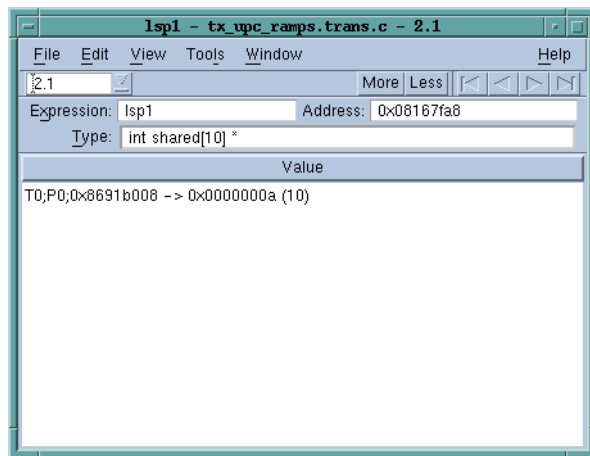 lsp1 - tx_upc_ramps.trans.c - 2.1
File Edit View Tools Window Help
2.1 More Less
Expression: lsp1 Address: 0x08167fa8
Type: int shared[10] *
Value
T0;P0;0x8691b008 -> 0x0000000a (10)